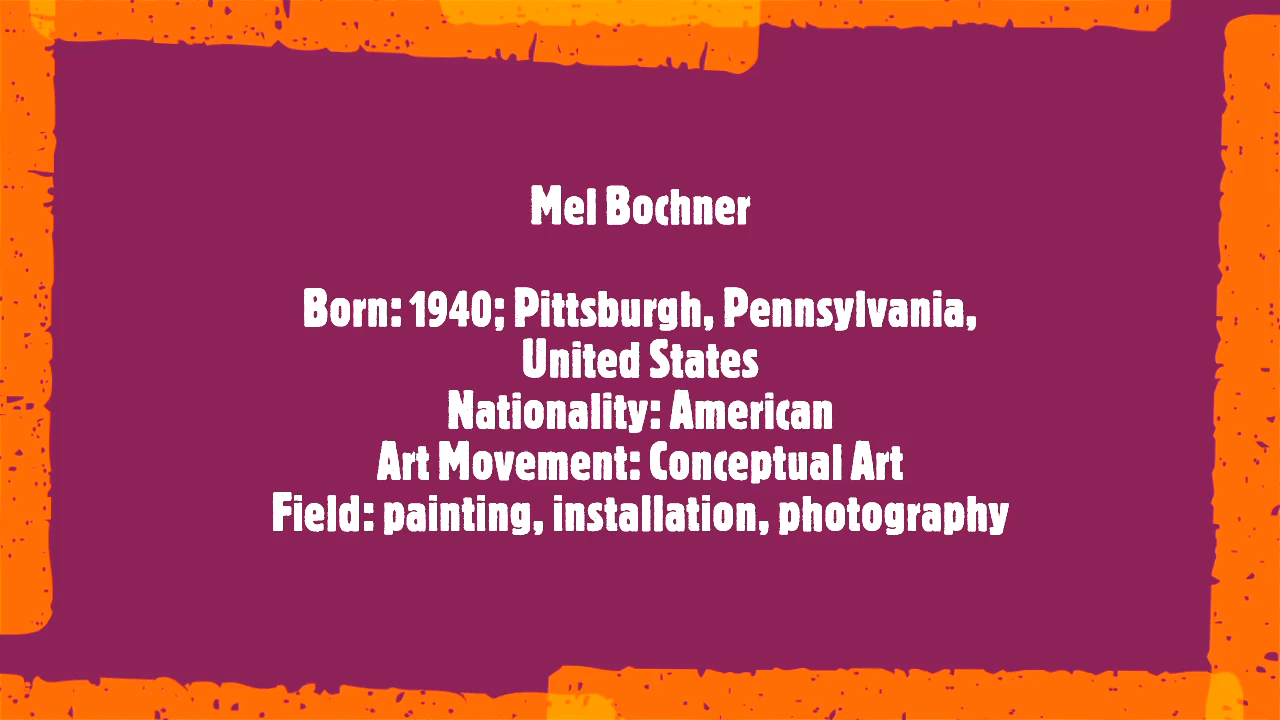 Mel Bochner
Born: 1940; Pittsburgh, Pennsylvania,
United States
Nationality: American
Art Movement: Conceptual Art
Field: painting, installation, photography